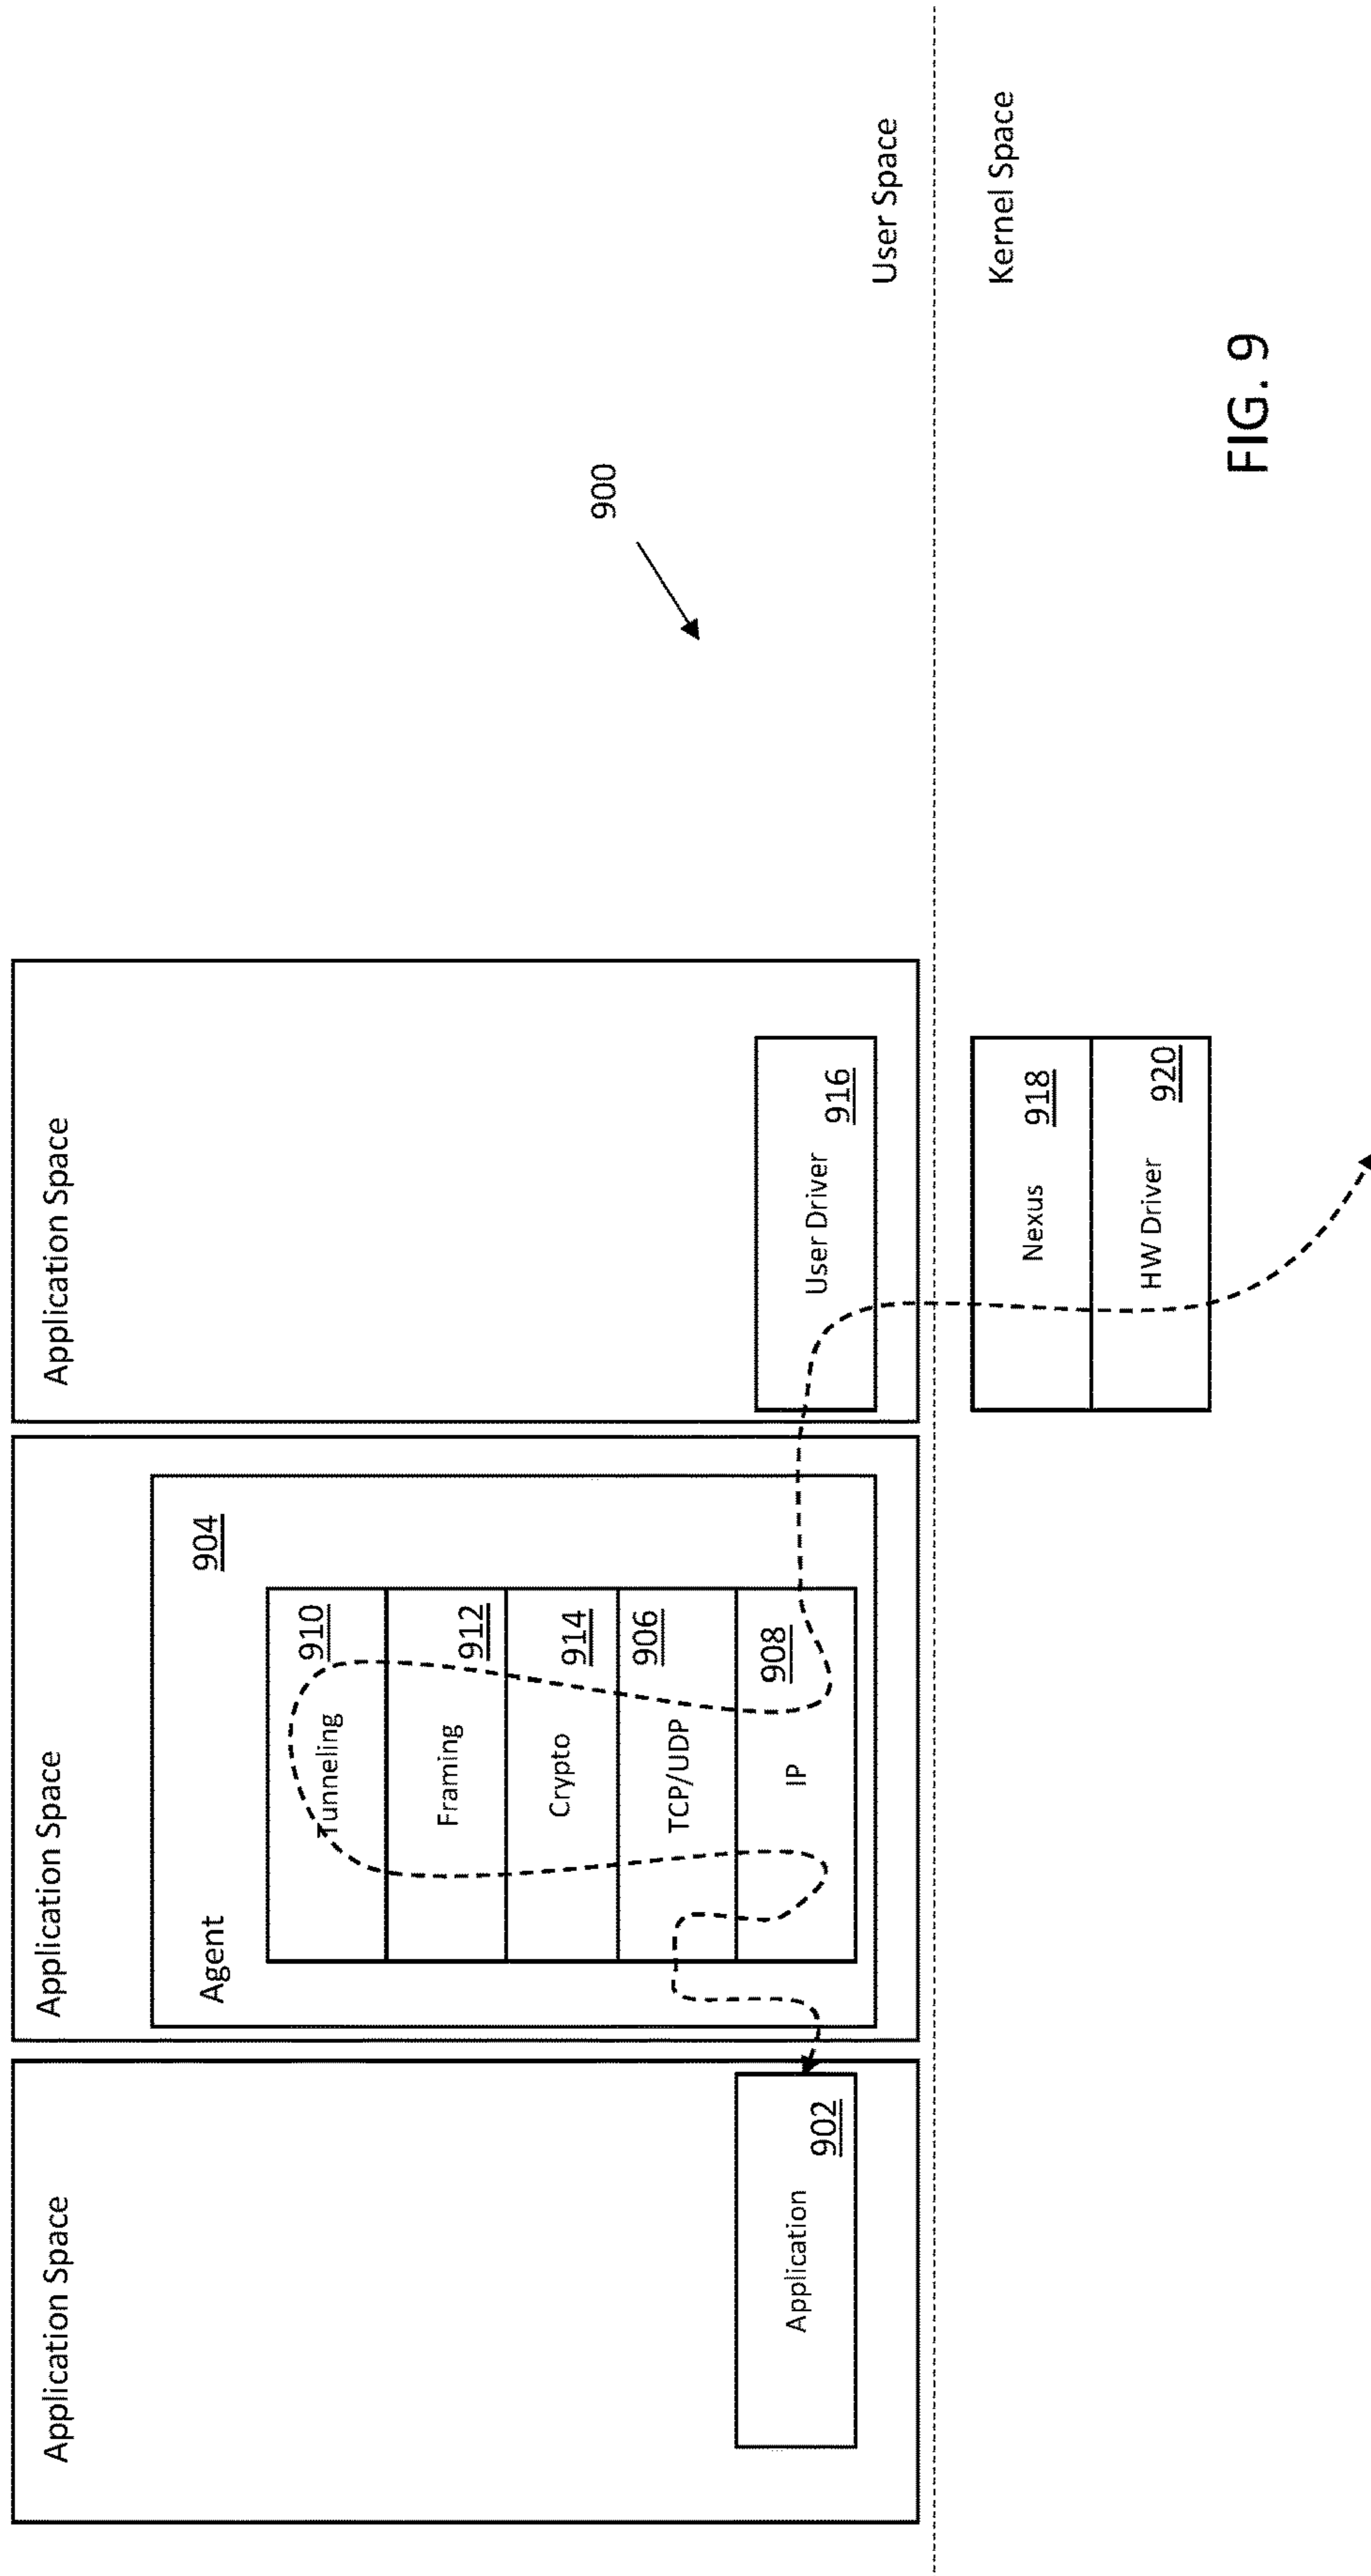 Application Space
Application Space
Application Space
Agent
904
Tunneling
910
Framing
912
Crypto
914
TCP/UDP
906
IP
908
Application
902
User Driver
916
900
User Space
Kernel Space
Nexus
918
HW Driver
920
FIG. 9